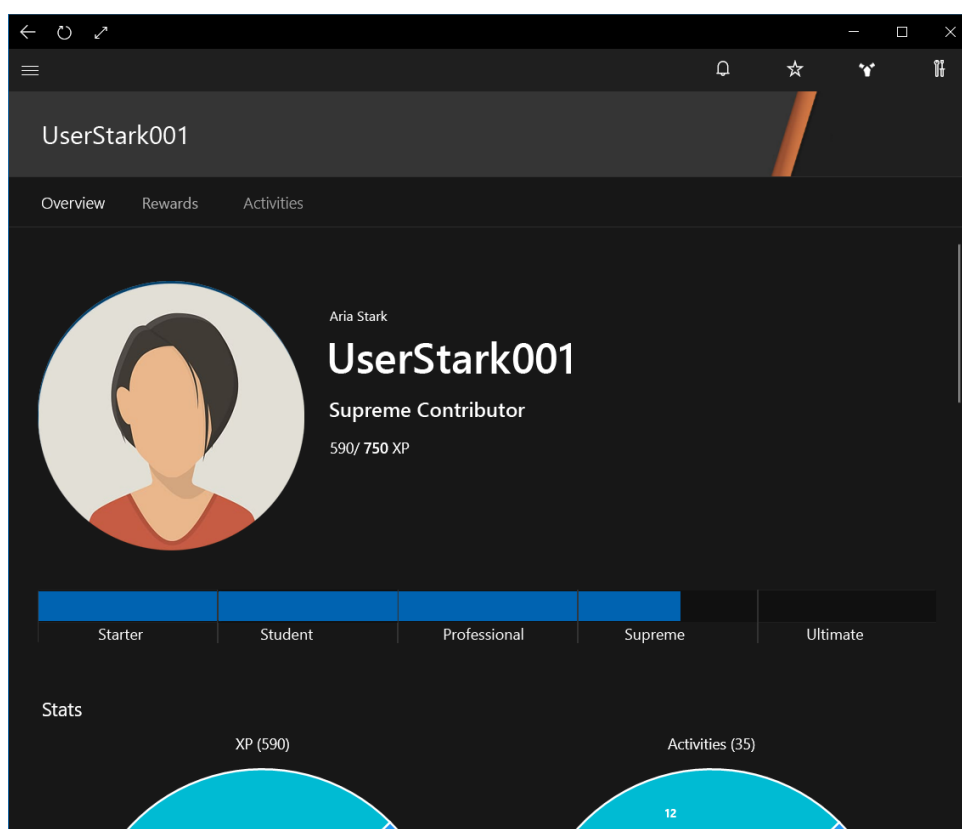 UserStark001
Overview Rewards Activities
Aria Stark
UserStark001
Supreme Contributor
590/ 750 XP
Starter Student Professional Supreme Ultimate
Stats
XP (590) Activities (35)
12